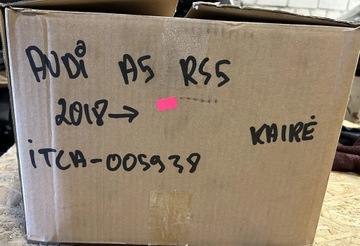 AUDi A5 RS5
2018→
KAIRĖ
iTCA-005938